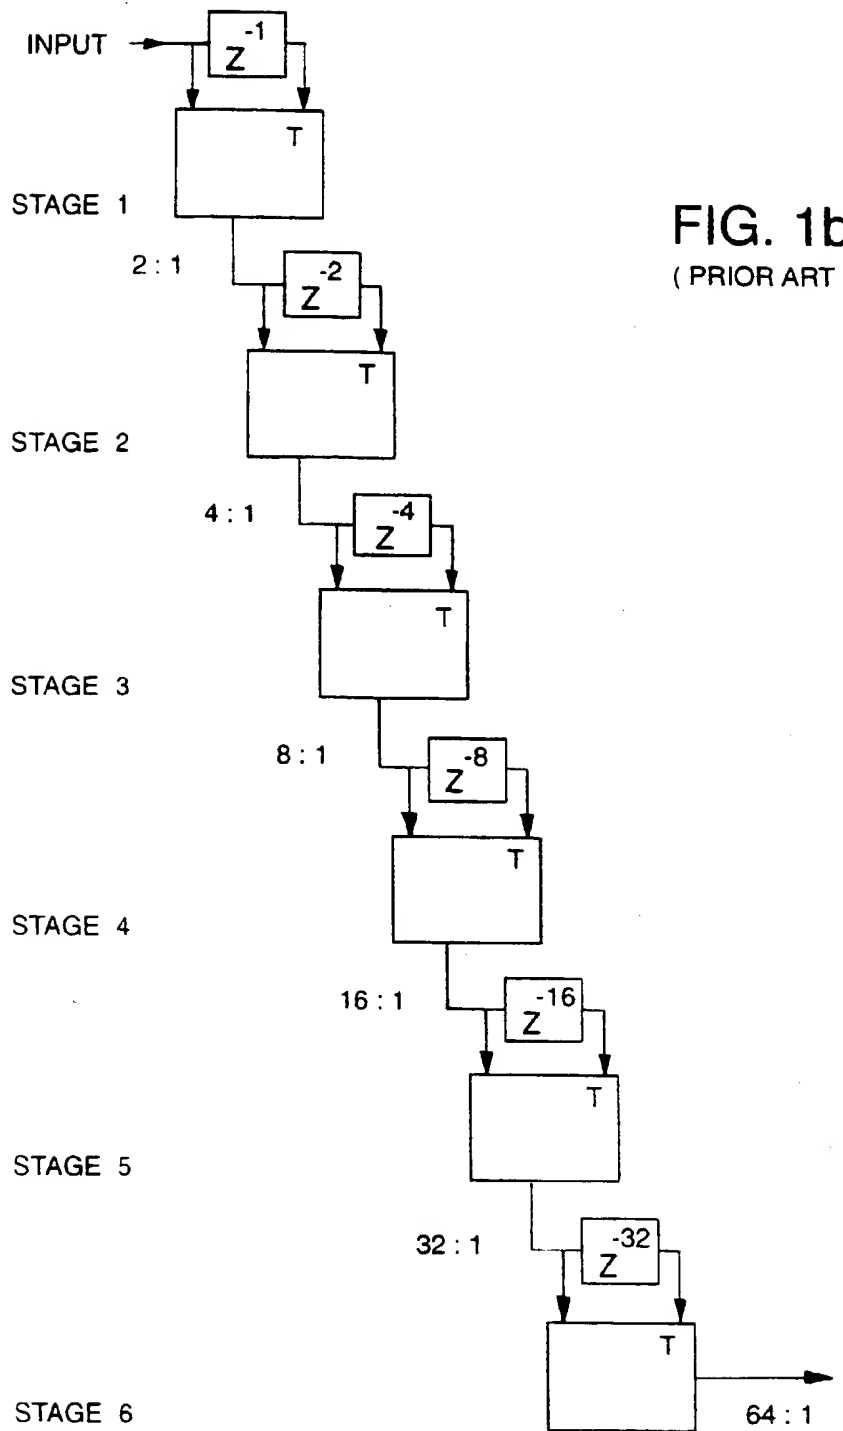 INPUT
Z-1
T
STAGE 1
FIG. 1b
( PRIOR ART
2 : 1
Z-2
T
STAGE 2
4 : 1
Z-4
T
STAGE 3
8 : 1
Z-8
T
STAGE 4
16 : 1
Z-16
T
STAGE 5
32 : 1
Z-32
T
STAGE 6
64 : 1